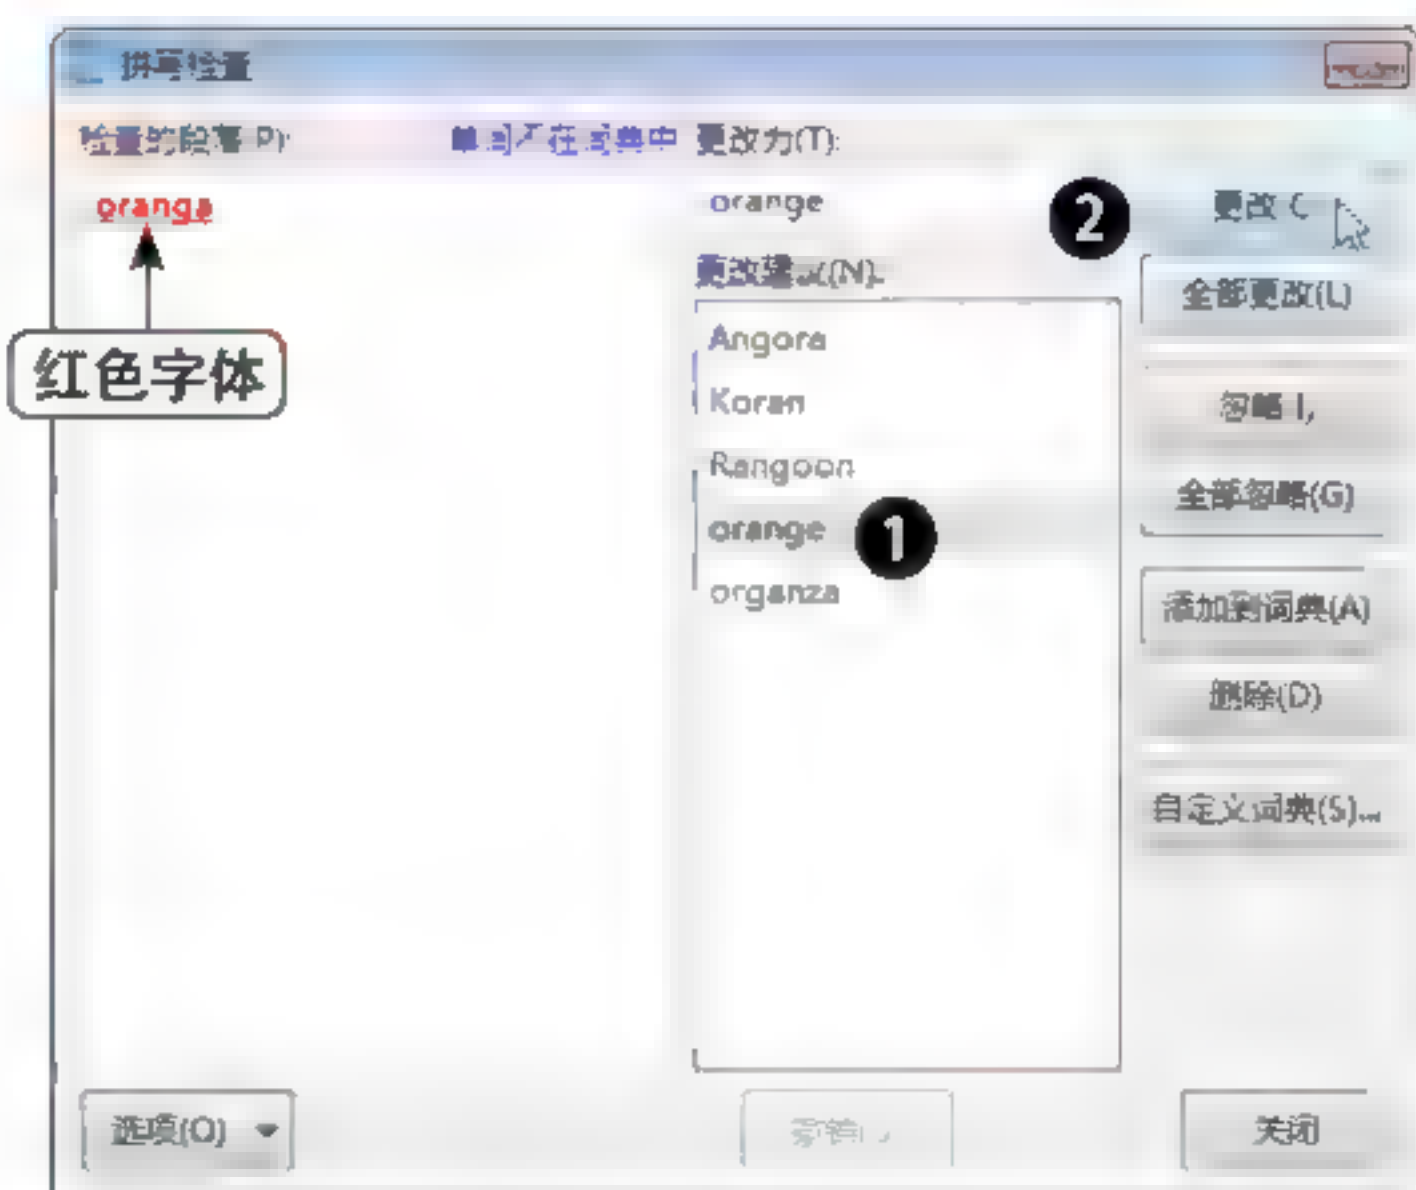 拼写检查
检查的段落(P): 单词不在词典中 更改为(T):
oranga
红色字体
orange
更改建议(N):
Angora
Koran
Rangoon
orange
organza
1
2
更改(C)
全部更改(L)
忽略(I)
全部忽略(G)
添加到词典(A)
删除(D)
自定义词典(S)...
选项(O)
关闭